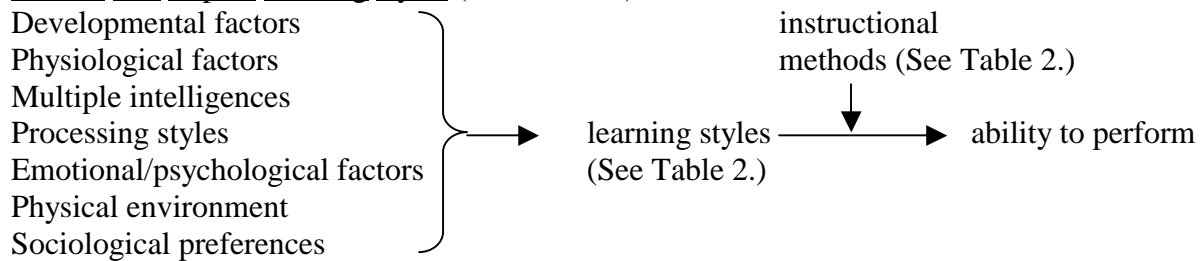 Developmental factors
Physiological factors
Multiple intelligences
Processing styles
Emotional/psychological factors
Physical environment
Sociological preferences
learning styles
(See Table 2.)
instructional
methods (See Table 2.)
ability to perform